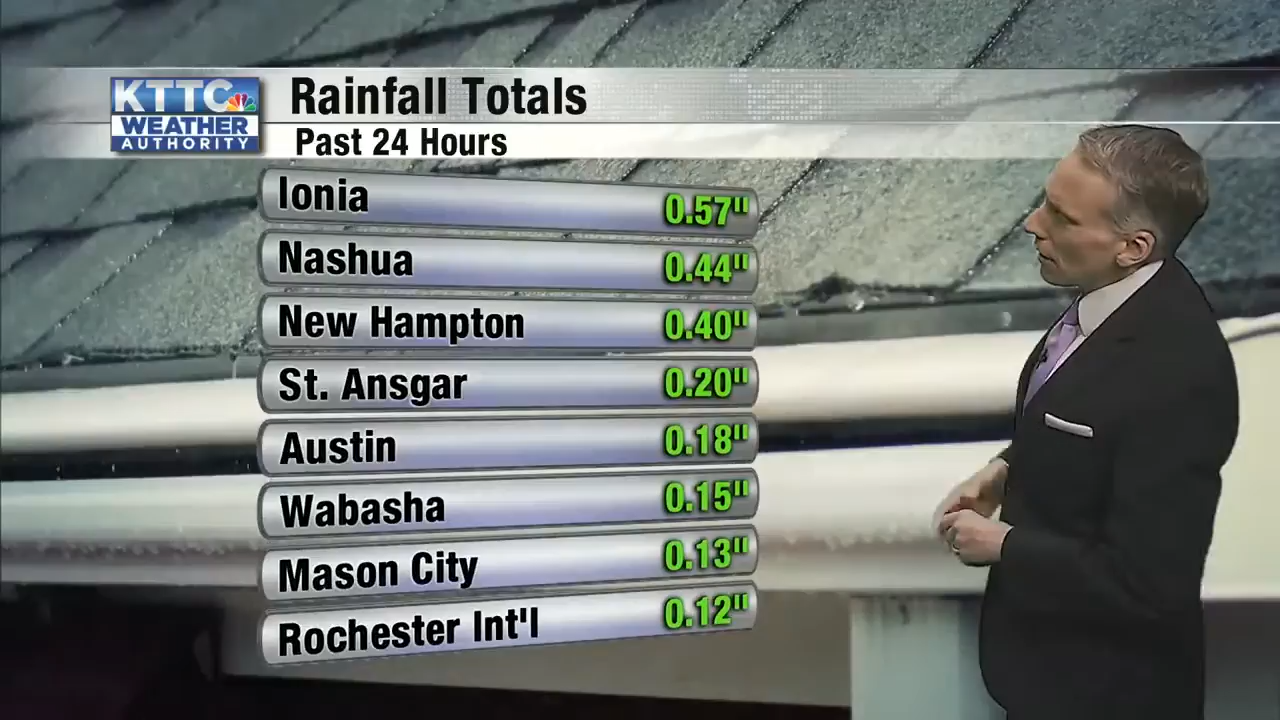 KTTC
WEATHER
AUTHORITY
Rainfall Totals
Past 24 Hours
Ionia 0.57"
Nashua 0.44"
New Hampton 0.40"
St. Ansgar 0.20"
Austin 0.18"
Wabasha 0.15"
Mason City 0.13"
Rochester Int'l 0.12"